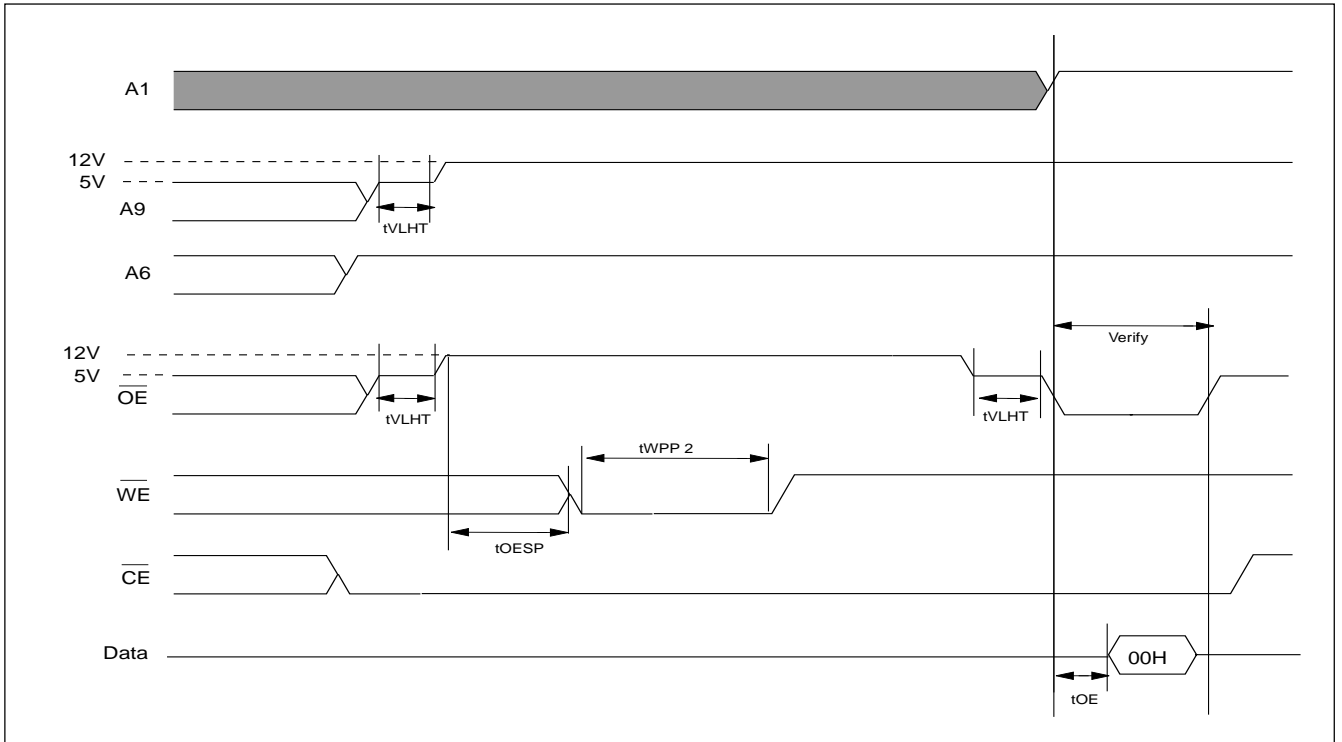 A1
12V
5V
A9
tVLHT
A6
Verify
12V
5V
OE
tVLHT
tVLHT
tWPP 2
WE
tOESP
CE
Data
00H
tOE